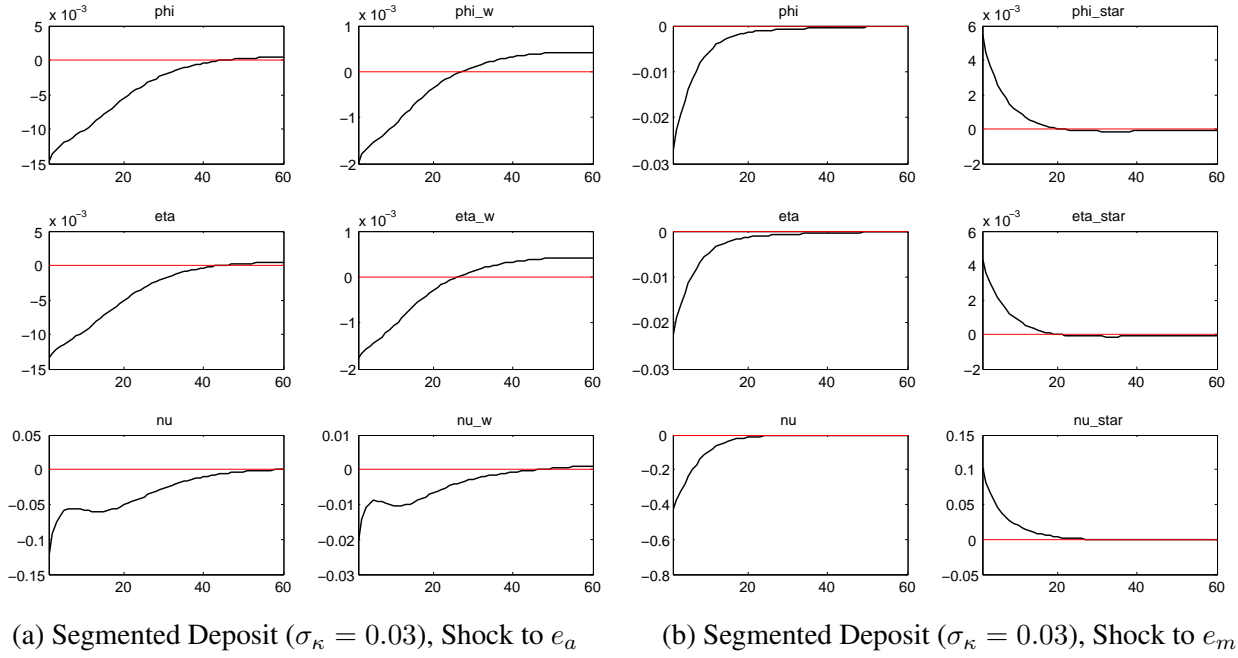 x 10⁻³ phi
5
0
−5
−10
−15
20 40 60
x 10⁻³ phi_w
1
0
−1
−2
20 40 60
phi
0
−0.01
−0.02
−0.03
20 40 60
x 10⁻³ phi_star
6
4
2
0
−2
20 40 60
x 10⁻³ eta
5
0
−5
−10
−15
20 40 60
x 10⁻³ eta_w
1
0
−1
−2
20 40 60
eta
0
−0.01
−0.02
−0.03
20 40 60
x 10⁻³ eta_star
6
4
2
0
−2
20 40 60
nu
0.05
0
−0.05
−0.1
−0.15
20 40 60
nu_w
0.01
0
−0.01
−0.02
−0.03
20 40 60
nu
0
−0.2
−0.4
−0.6
−0.8
20 40 60
nu_star
0.15
0.1
0.05
0
−0.05
20 40 60
(a) Segmented Deposit (σκ = 0.03), Shock to eₐ
(b) Segmented Deposit (σκ = 0.03), Shock to eₘ